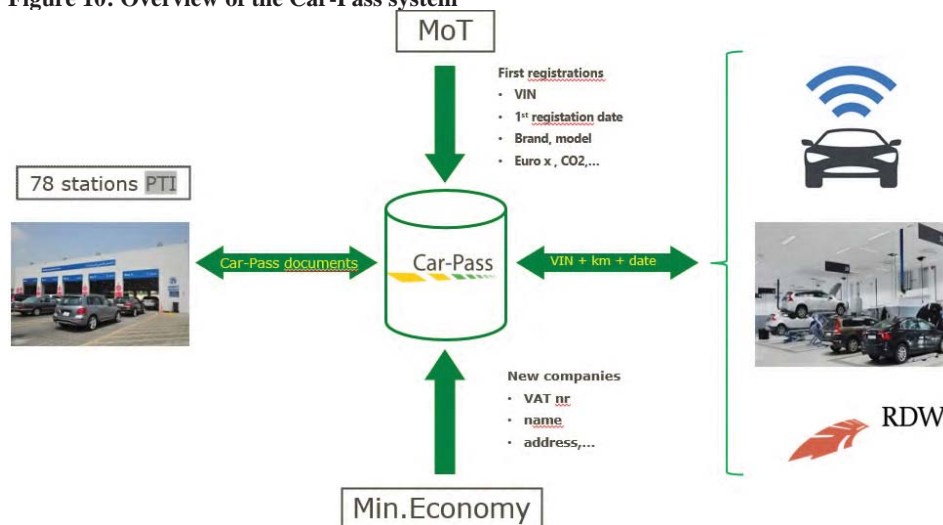 Figure 10: Overview of the Car-Pass system
MoT
First registrations
• VIN
• 1st registation date
• Brand, model
• Euro x , CO2,...
78 stations PTI
Car-Pass documents
Car-Pass
VIN + km + date
New companies
• VAT nr
• name
• address,...
RDW
Min.Economy